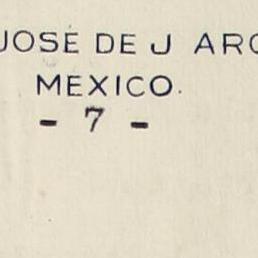 JOSÉ DE J ARC
MEXICO.
- 7 -